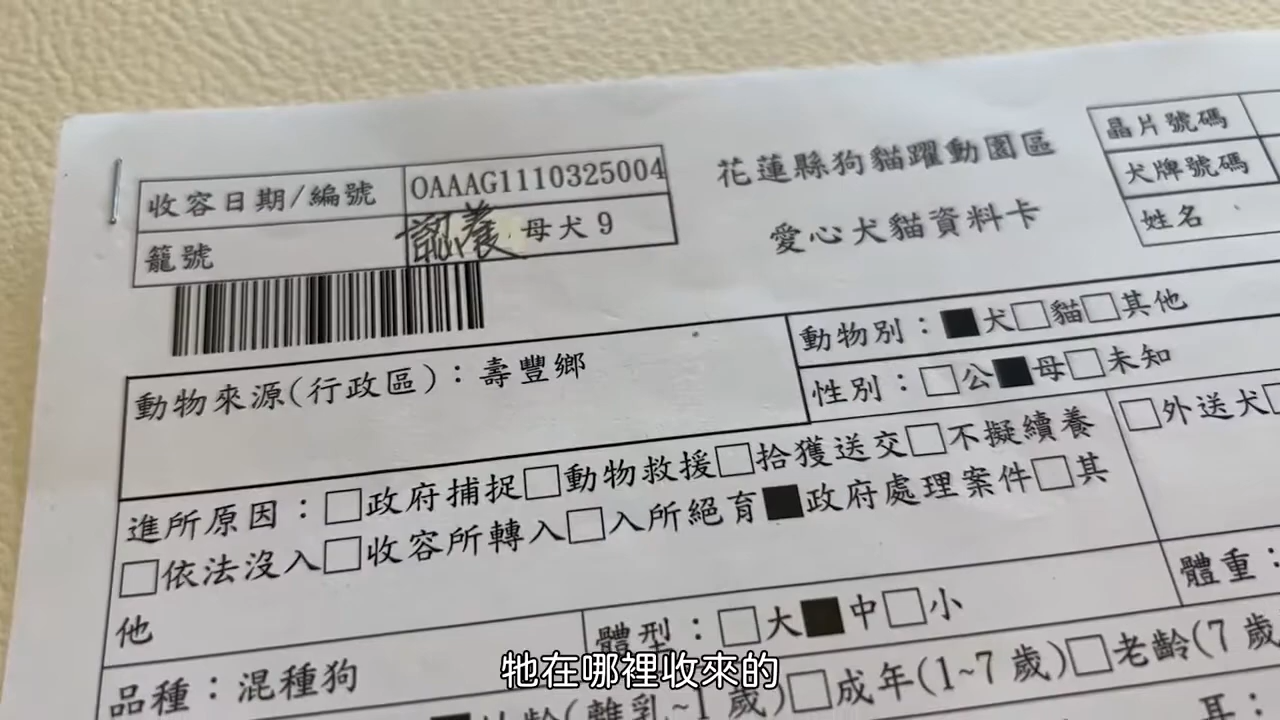 收容日期/編號 OAAAG1110325004
籠號 認養 母犬 9
花蓮縣狗貓躍動園區
愛心犬貓資料卡
晶片號碼
犬牌號碼
姓名
動物來源(行政區)：壽豐鄉
動物別：■犬□貓□其他
性別：□公■母□未知
進所原因：□政府捕捉□動物救援□拾獲送交□不擬續養
□依法沒入□收容所轉入□入所絕育■政府處理案件□其
他
□外送犬□
品種：混種狗
體型：□大■中□小
體重：
(離乳~1歲)□成年(1~7 歲)□老齡(7 歲
耳：
牠在哪裡收來的